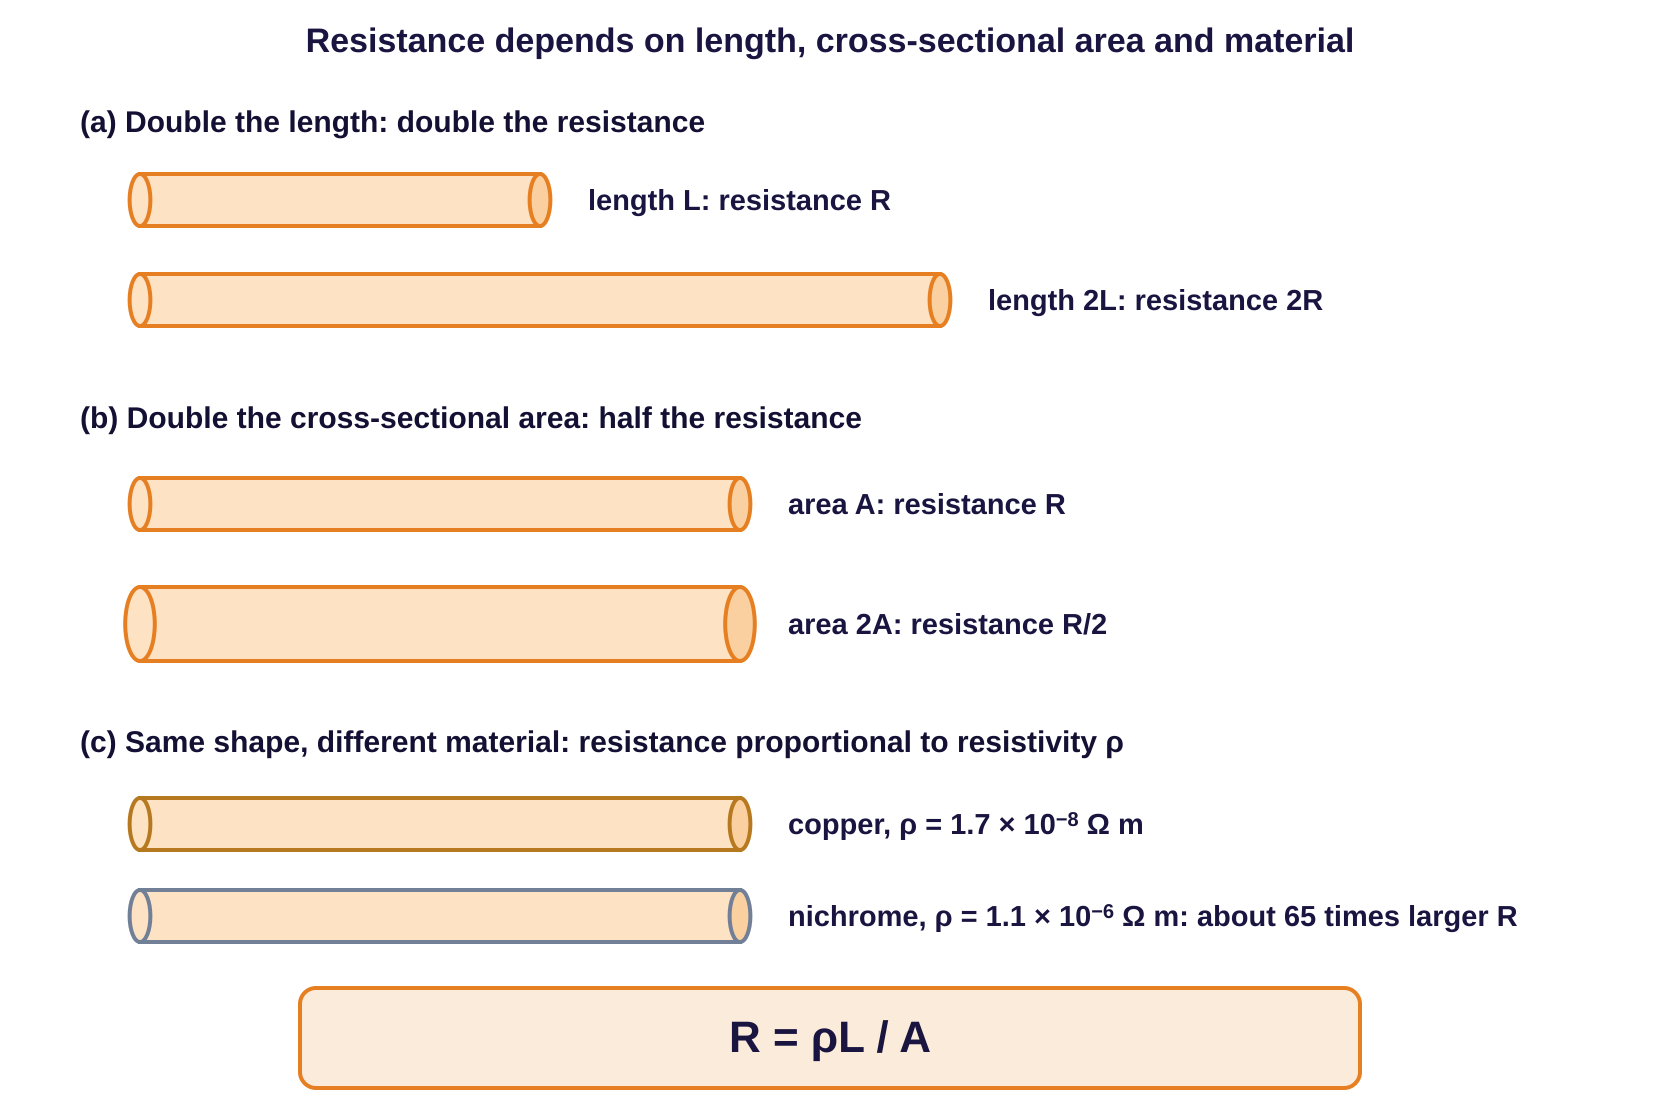 Resistance depends on length, cross-sectional area and material
(a) Double the length: double the resistance
length L: resistance R
length 2L: resistance 2R
(b) Double the cross-sectional area: half the resistance
area A: resistance R
area 2A: resistance R/2
(c) Same shape, different material: resistance proportional to resistivity ρ
copper, ρ = 1.7 × 10⁻⁸ Ω m
nichrome, ρ = 1.1 × 10⁻⁶ Ω m: about 65 times larger R
R = ρL / A